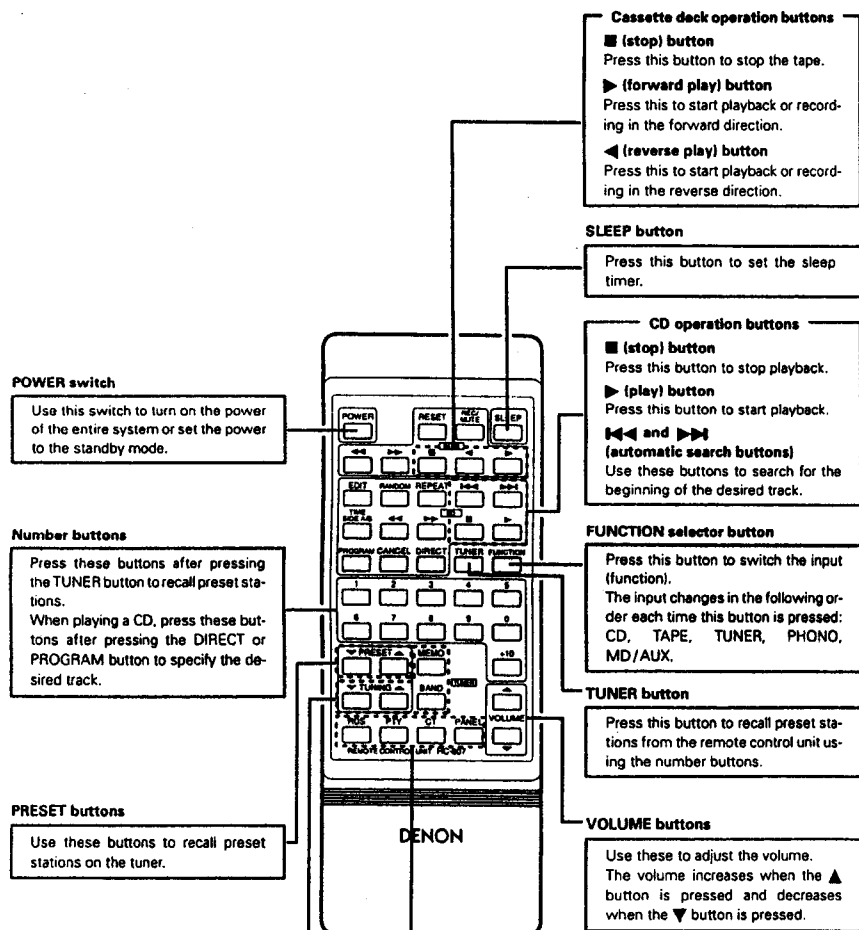 Cassette deck operation buttons
■ (stop) button
Press this button to stop the tape.
▶ (forward play) button
Press this to start playback or record-
ing in the forward direction.
◀ (reverse play) button
Press this to start playback or record-
ing in the reverse direction.
SLEEP button
Press this button to set the sleep
timer.
CD operation buttons
■ (stop) button
Press this button to stop playback.
▶ (play) button
Press this button to start playback.
⏮ and ⏭
(automatic search buttons)
Use these buttons to search for the
beginning of the desired track.
FUNCTION selector button
Press this button to switch the input
(function).
The input changes in the following or-
der each time this button is pressed:
CD, TAPE, TUNER, PHONO,
MD/AUX.
TUNER button
Press this button to recall preset sta-
tions from the remote control unit us-
ing the number buttons.
VOLUME buttons
Use these to adjust the volume.
The volume increases when the ▲
button is pressed and decreases
when the ▼ button is pressed.
POWER switch
Use this switch to turn on the power
of the entire system or set the power
to the standby mode.
Number buttons
Press these buttons after pressing
the TUNER button to recall preset sta-
tions.
When playing a CD, press these but-
tons after pressing the DIRECT or
PROGRAM button to specify the de-
sired track.
PRESET buttons
Use these buttons to recall preset
stations on the tuner.
POWER RESET REC/MUTE SLEEP
EDIT RANDOM REPEAT
TIME
SIDE A/B
PROGRAM CANCEL DIRECT TUNER FUNCTION
1 2 3 4 5
6 7 8 9 0
PRESET MEMO +10
TUNING BAND TUNER
RDS PTY CT PANEL VOLUME
REMOTE CONTROL UNIT
DENON